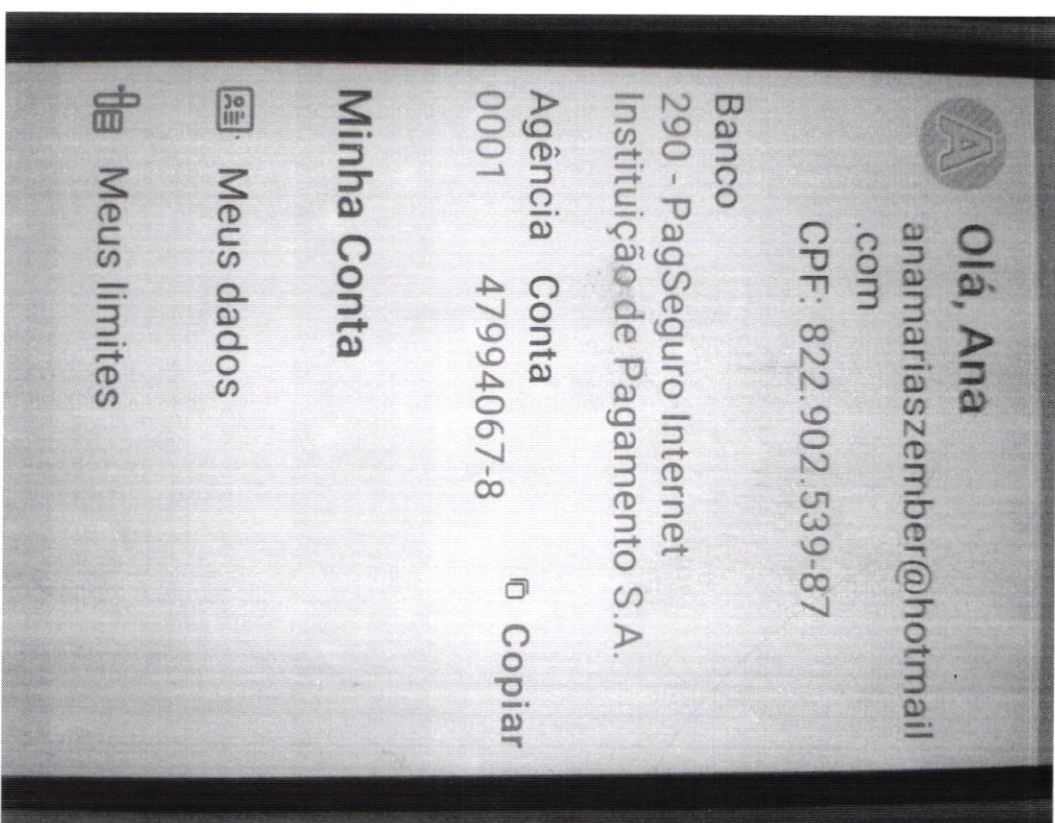 A
Olá, Ana
anamariaszember@hotmail
.com
CPF: 822.902.539-87
Banco
290 - PagSeguro Internet
Instituição de Pagamento S.A.
Agência Conta
0001 47994067-8 Copiar
Minha Conta
Meus dados
Meus limites